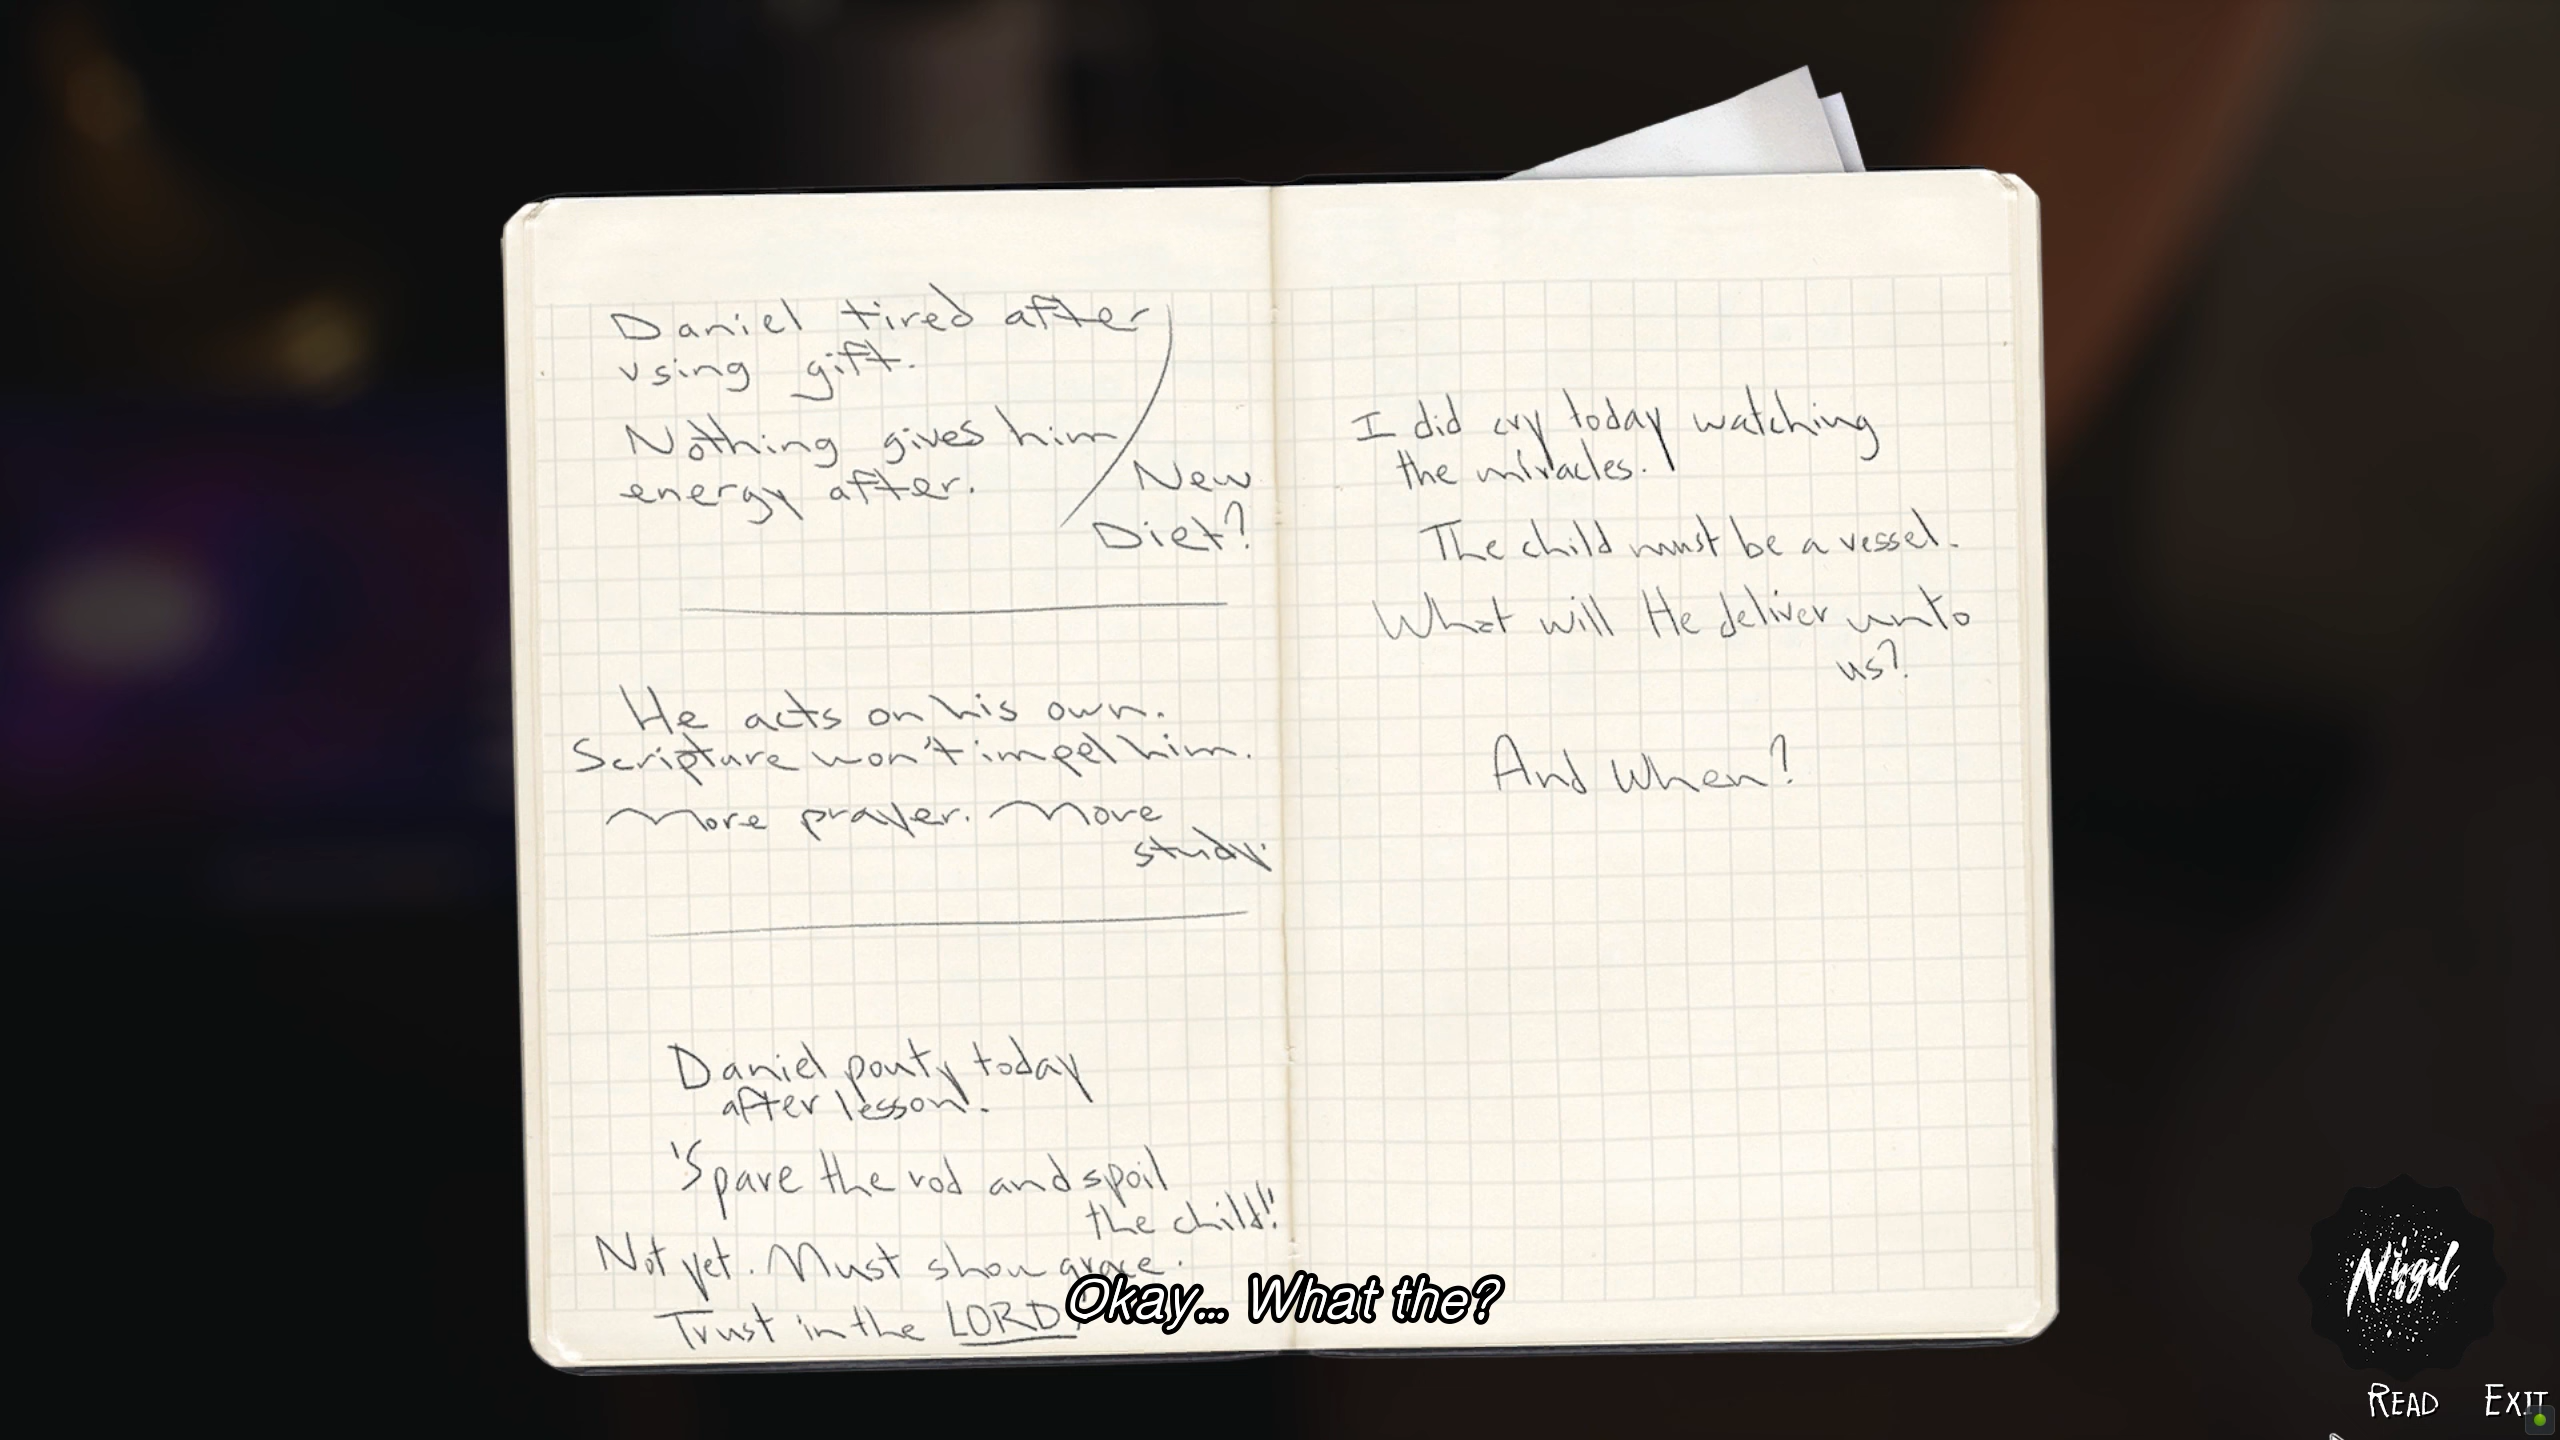 Daniel tired after
using gift.
Nothing gives him
energy after.
New
Diet?
He acts on his own.
Scripture won't impel him.
More prayer. More
study.
Daniel pouty today
after lesson.
'Spare the rod and spoil
the child!'
Not yet. Must show grace.
Trust in the LORD.
I did cry today watching
the miracles.
The child must be a vessel.
What will He deliver unto
us?
And when?
Okay... What the?
READ EXIT